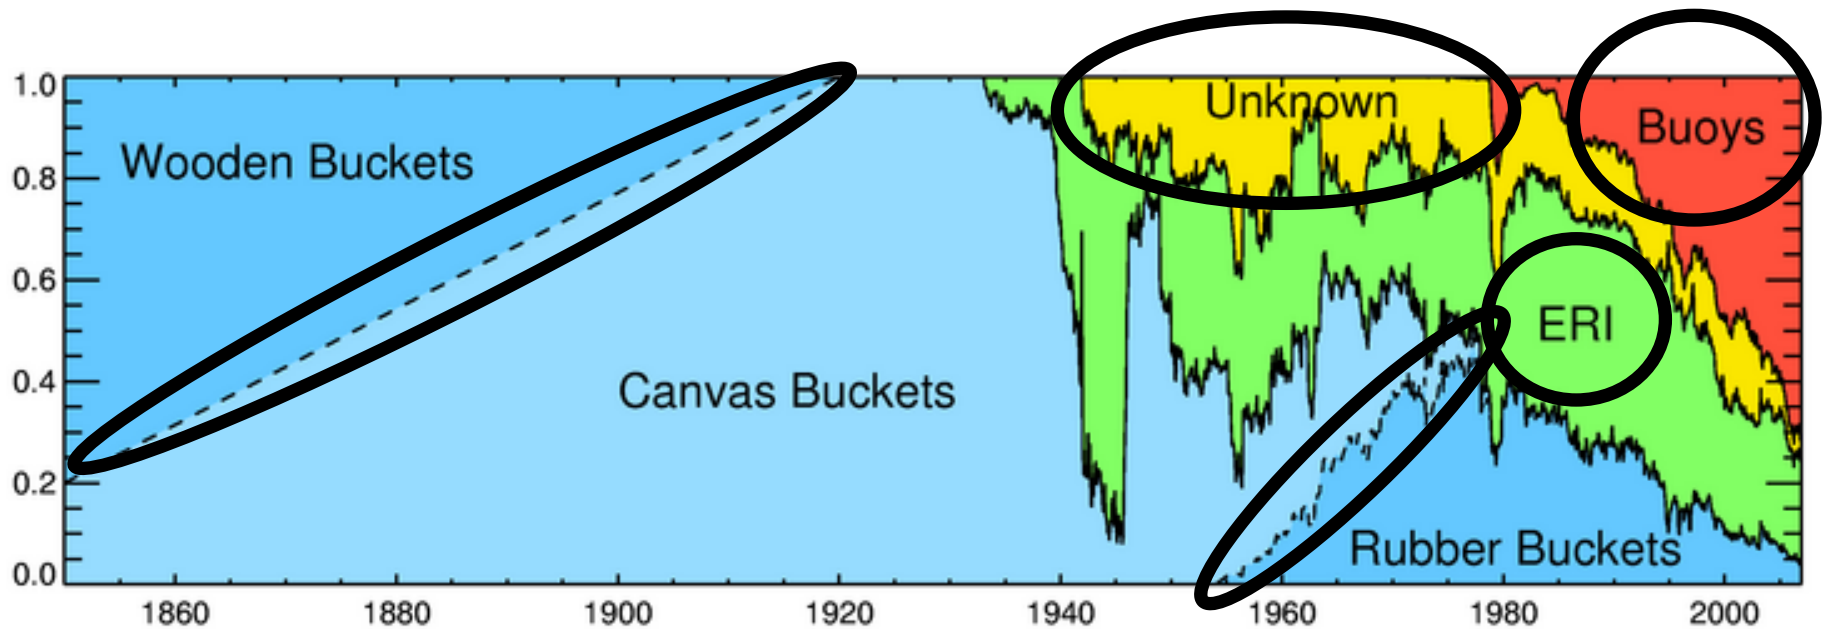 1.0
Unknown
Buoys
Wooden Buckets
0.8
0.6
ERI
0.4
Canvas Buckets
0.2
Rubber Buckets
0.0
1860 1880 1900 1920 1940 1960 1980 2000